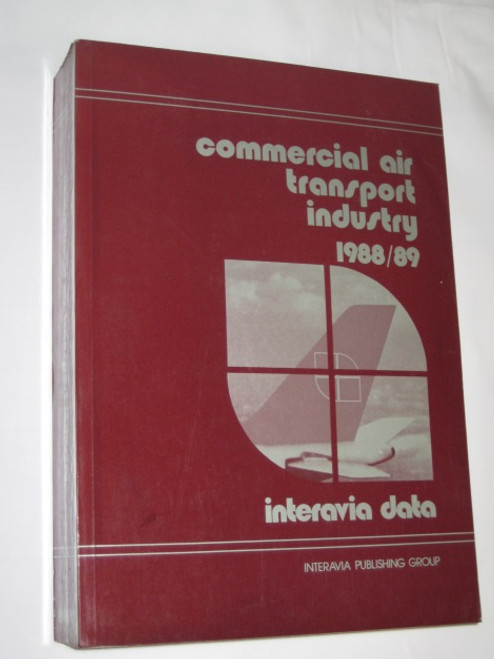 commercial air
transport
industry
1988/89
interavia data
INTERAVIA PUBLISHING GROUP